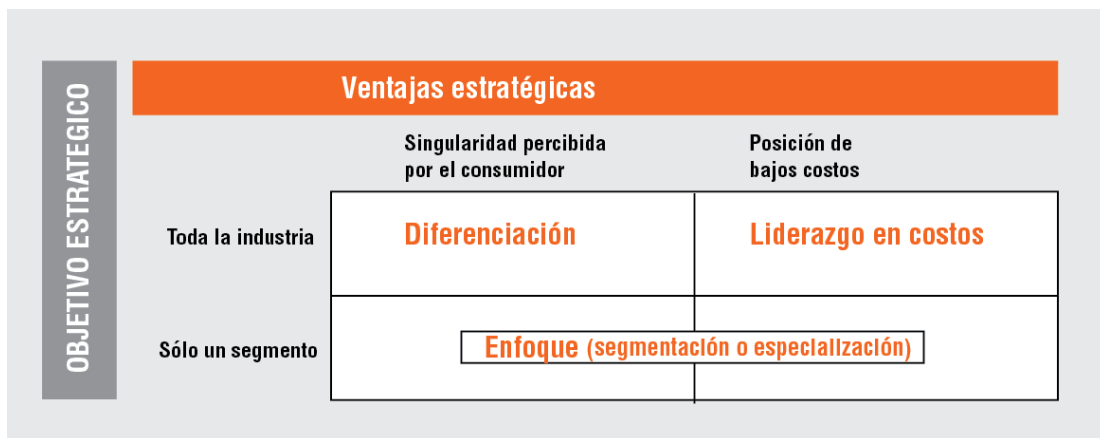 OBJETIVO ESTRATEGICO
Ventajas estratégicas
Singularidad percibida
por el consumidor
Posición de
bajos costos
Toda la industria
Diferenciación
Liderazgo en costos
Sólo un segmento
Enfoque (segmentación o especialización)